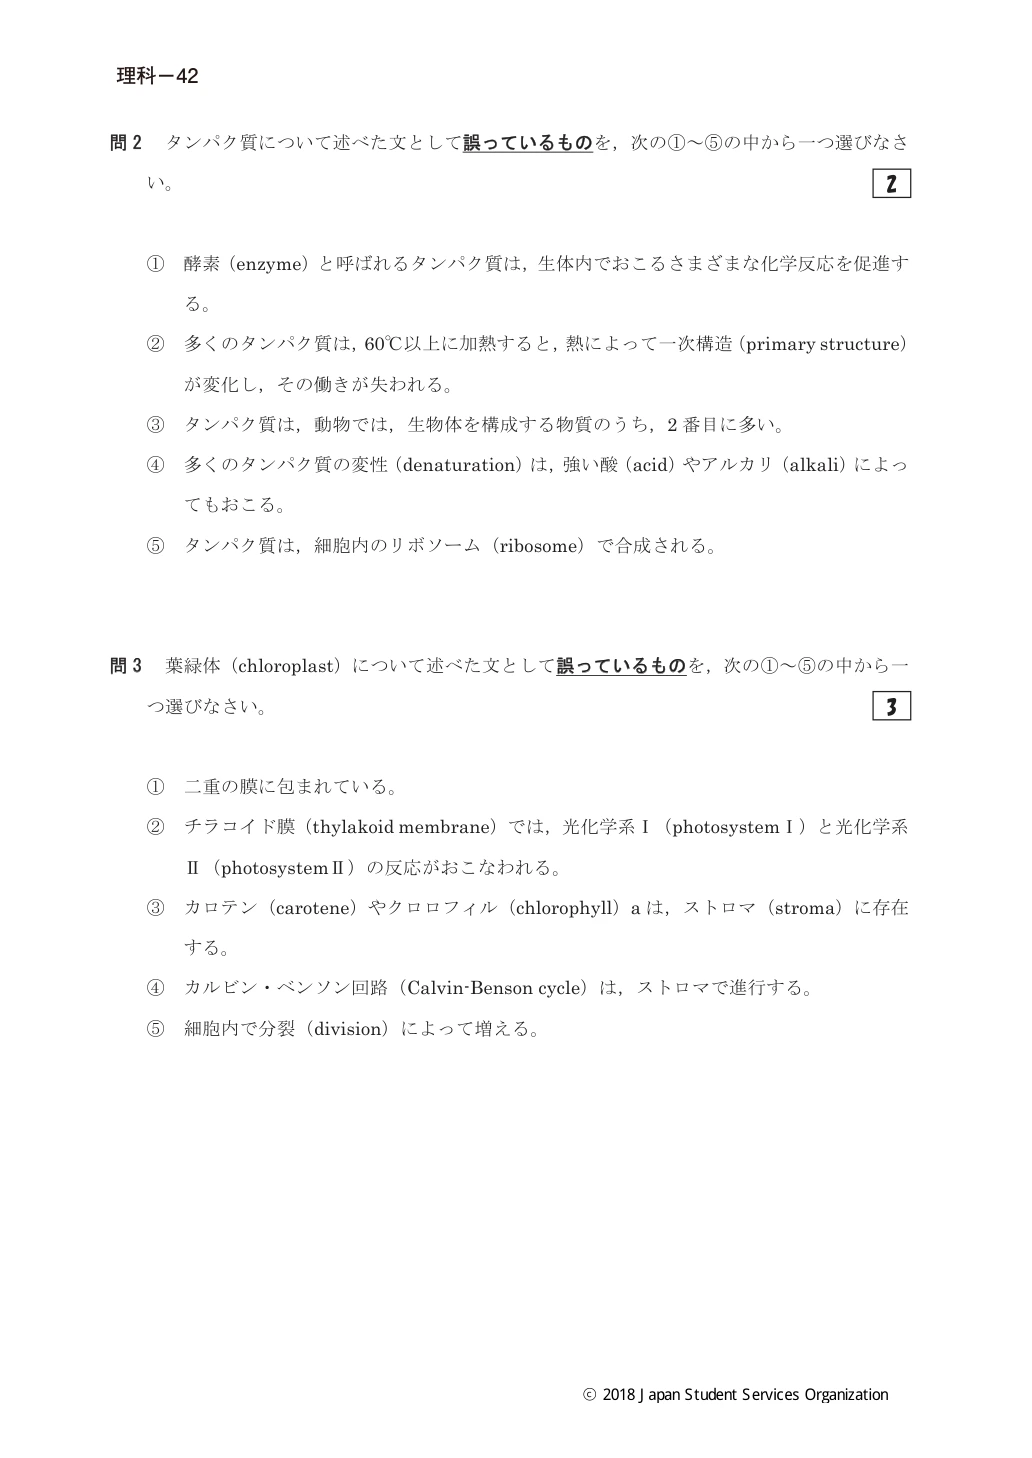 理科－42
問2　タンパク質について述べた文として誤っているものを，次の①～⑤の中から一つ選びなさ
い。
2
①　酵素（enzyme）と呼ばれるタンパク質は，生体内でおこるさまざまな化学反応を促進す
る。
②　多くのタンパク質は，60℃以上に加熱すると，熱によって一次構造（primary structure）
が変化し，その働きが失われる。
③　タンパク質は，動物では，生物体を構成する物質のうち，2番目に多い。
④　多くのタンパク質の変性（denaturation）は，強い酸（acid）やアルカリ（alkali）によっ
てもおこる。
⑤　タンパク質は，細胞内のリボソーム（ribosome）で合成される。
問3　葉緑体（chloroplast）について述べた文として誤っているものを，次の①～⑤の中から一
つ選びなさい。
3
①　二重の膜に包まれている。
②　チラコイド膜（thylakoid membrane）では，光化学系Ⅰ（photosystemⅠ）と光化学系
Ⅱ（photosystemⅡ）の反応がおこなわれる。
③　カロテン（carotene）やクロロフィル（chlorophyll）aは，ストロマ（stroma）に存在
する。
④　カルビン・ベンソン回路（Calvin-Benson cycle）は，ストロマで進行する。
⑤　細胞内で分裂（division）によって増える。
© 2018 Japan Student Services Organization